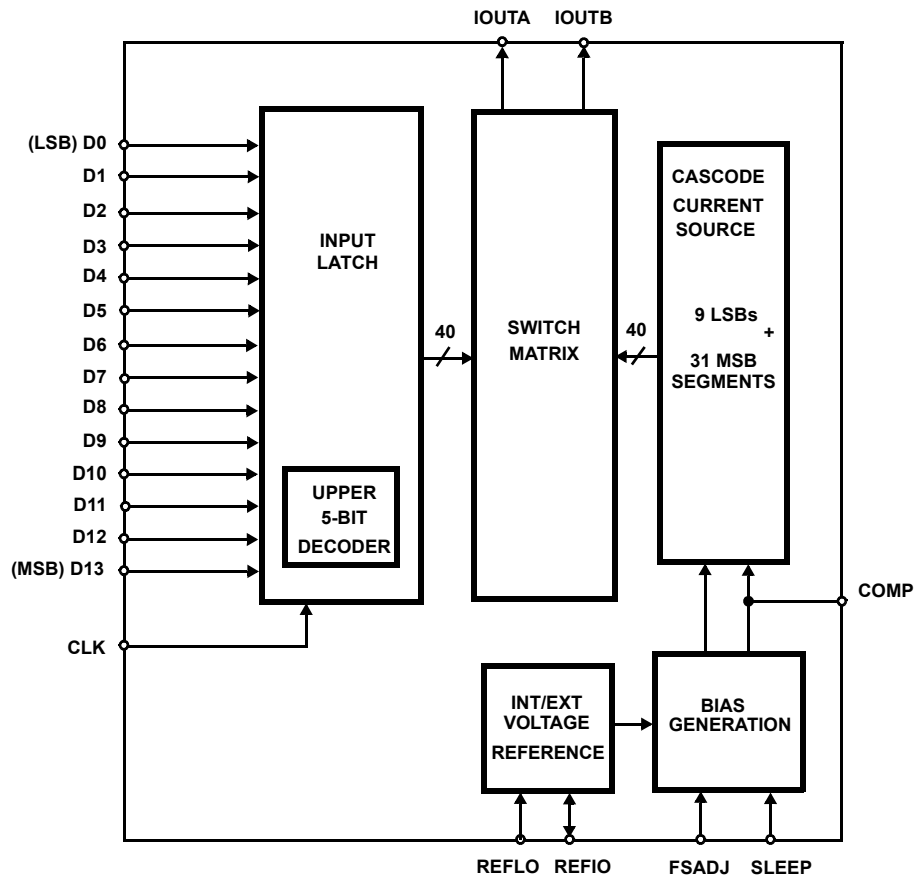 IOUTA IOUTB
(LSB) D0
D1
D2
D3
D4
D5
D6
D7
D8
D9
D10
D11
D12
(MSB) D13
CLK
INPUT
LATCH
UPPER
5-BIT
DECODER
40
SWITCH
MATRIX
40
CASCODE
CURRENT
SOURCE
9 LSBs
+
31 MSB
SEGMENTS
COMP
INT/EXT
VOLTAGE
REFERENCE
BIAS
GENERATION
REFLO REFIO FSADJ SLEEP